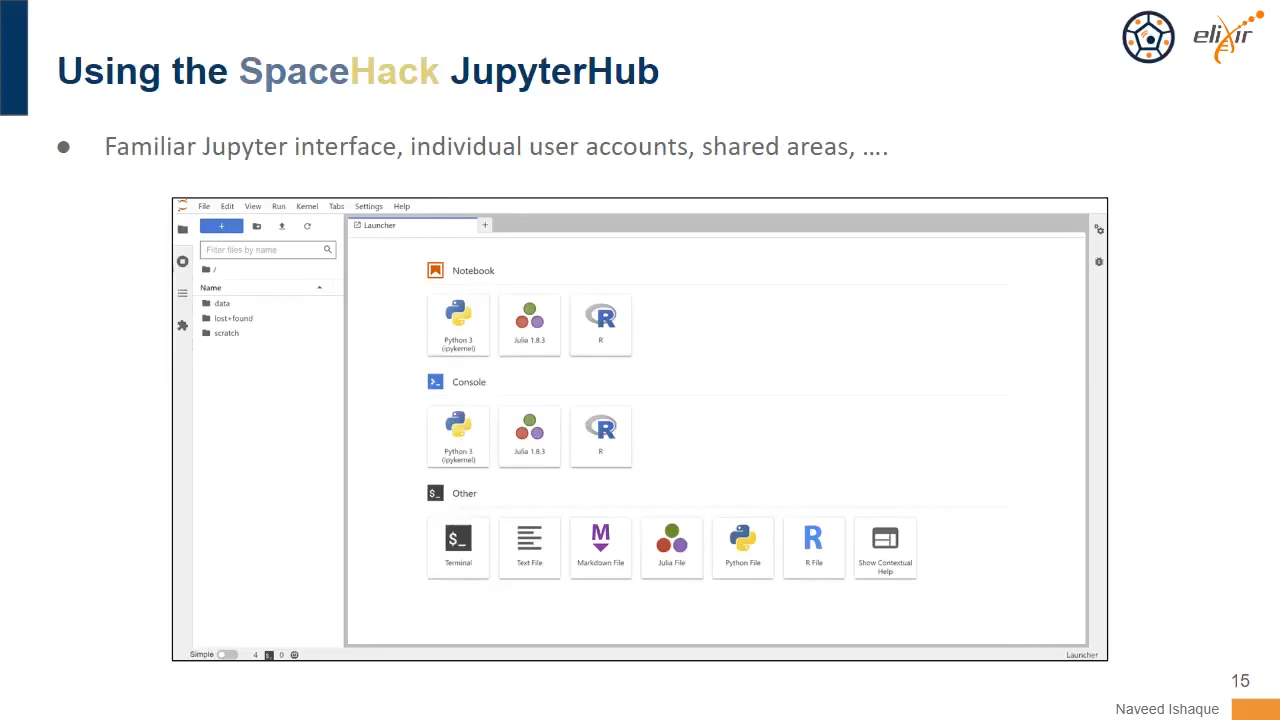 elixir
Using the SpaceHack JupyterHub
● Familiar Jupyter interface, individual user accounts, shared areas, ....
File Edit View Run Kernel Tabs Settings Help
+
Launcher +
Filter files by name
/
Name
data
lost+found
scratch
Notebook
Python 3 (ipykernel)
Julia 1.8.3
R
Console
Python 3 (ipykernel)
Julia 1.8.3
R
$_ Other
$_ Terminal
Text File
M Markdown File
Julia File
Python File
R File
Show Contextual Help
Simple 4 $_ 0
Launcher
15
Naveed Ishaque